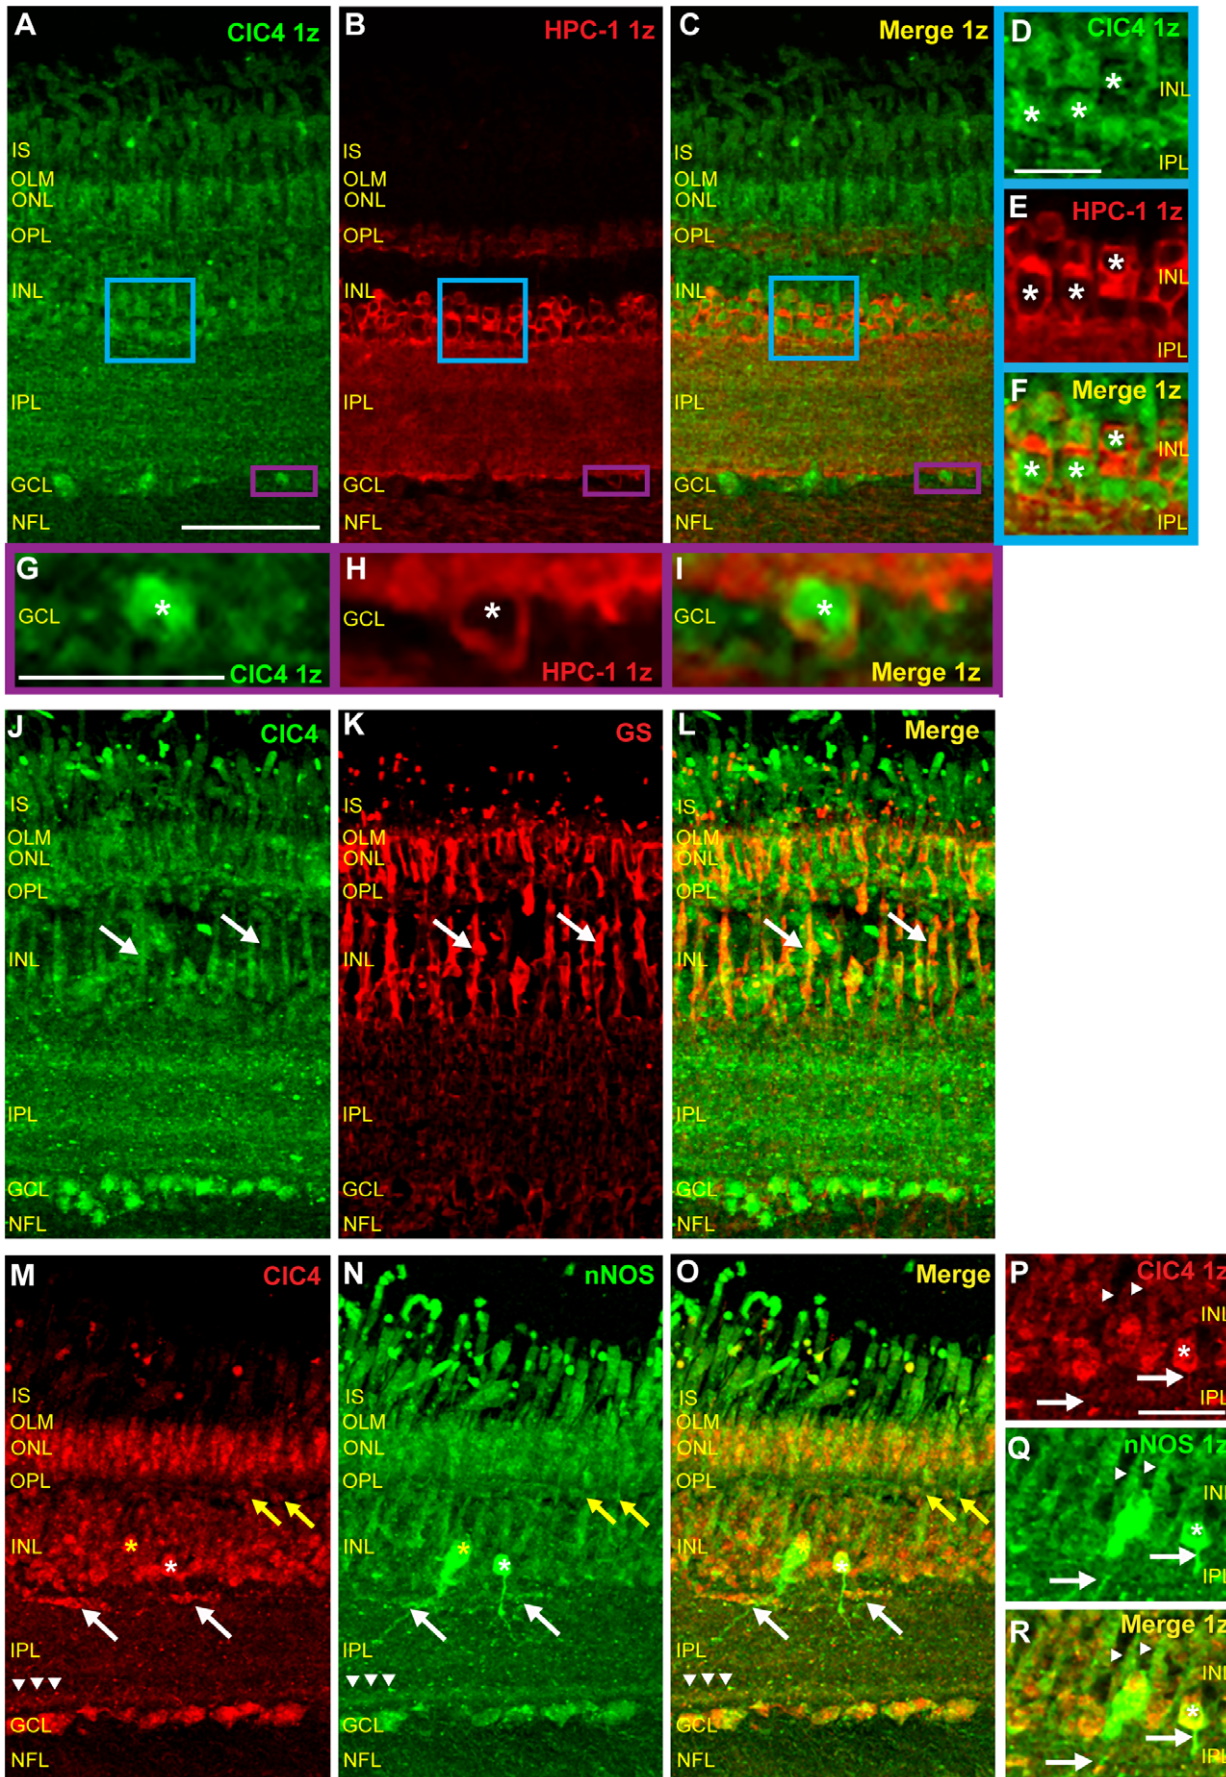 A ClC4 1z
IS
OLM
ONL
OPL
INL
IPL
GCL
NFL
B HPC-1 1z
IS
OLM
ONL
OPL
INL
IPL
GCL
NFL
C Merge 1z
IS
OLM
ONL
OPL
INL
IPL
GCL
NFL
D ClC4 1z
*
INL
* *
IPL
E HPC-1 1z
*
INL
* *
IPL
F Merge 1z
*
INL
* *
IPL
G
*
GCL
ClC4 1z
H
*
GCL
HPC-1 1z
I
*
GCL
Merge 1z
J ClC4
IS
OLM
ONL
OPL
INL
IPL
GCL
NFL
K GS
IS
OLM
ONL
OPL
INL
IPL
GCL
NFL
L Merge
IS
OLM
ONL
OPL
INL
IPL
GCL
NFL
M ClC4
IS
OLM
ONL
OPL
INL
*
*
IPL
GCL
NFL
N nNOS
IS
OLM
ONL
OPL
INL
*
*
IPL
GCL
NFL
O Merge
IS
OLM
ONL
OPL
INL
*
*
IPL
GCL
NFL
P ClC4 1z
INL
*
IPL
Q nNOS 1z
INL
*
IPL
R Merge 1z
INL
*
IPL